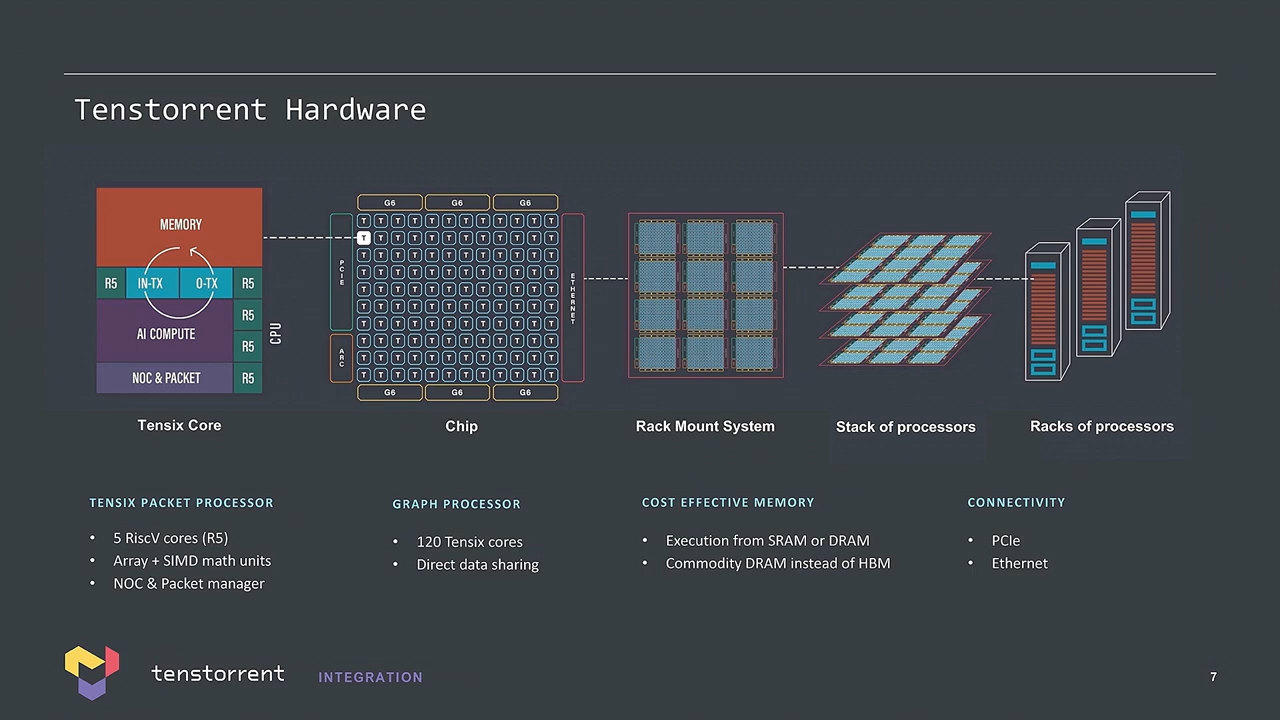 Tenstorrent Hardware
MEMORY
R5 IN-TX O-TX R5
R5
AI COMPUTE
R5
NOC & PACKET R5
CPU
Tensix Core
G6 G6 G6
T T T T T T T T T T T T
T T T T T T T T T T T T
T T T T T T T T T T T T
T T T T T T T T T T T T
T T T T T T T T T T T T
T T T T T T T T T T T T
T T T T T T T T T T T T
T T T T T T T T T T T T
T T T T T T T T T T T T
T T T T T T T T T T T T
PCIE
ARC
ETHERNET
G6 G6 G6
Chip
Rack Mount System
Stack of processors
Racks of processors
TENSIX PACKET PROCESSOR
• 5 RiscV cores (R5)
• Array + SIMD math units
• NOC & Packet manager
GRAPH PROCESSOR
• 120 Tensix cores
• Direct data sharing
COST EFFECTIVE MEMORY
• Execution from SRAM or DRAM
• Commodity DRAM instead of HBM
CONNECTIVITY
• PCIe
• Ethernet
tenstorrent INTEGRATION
7